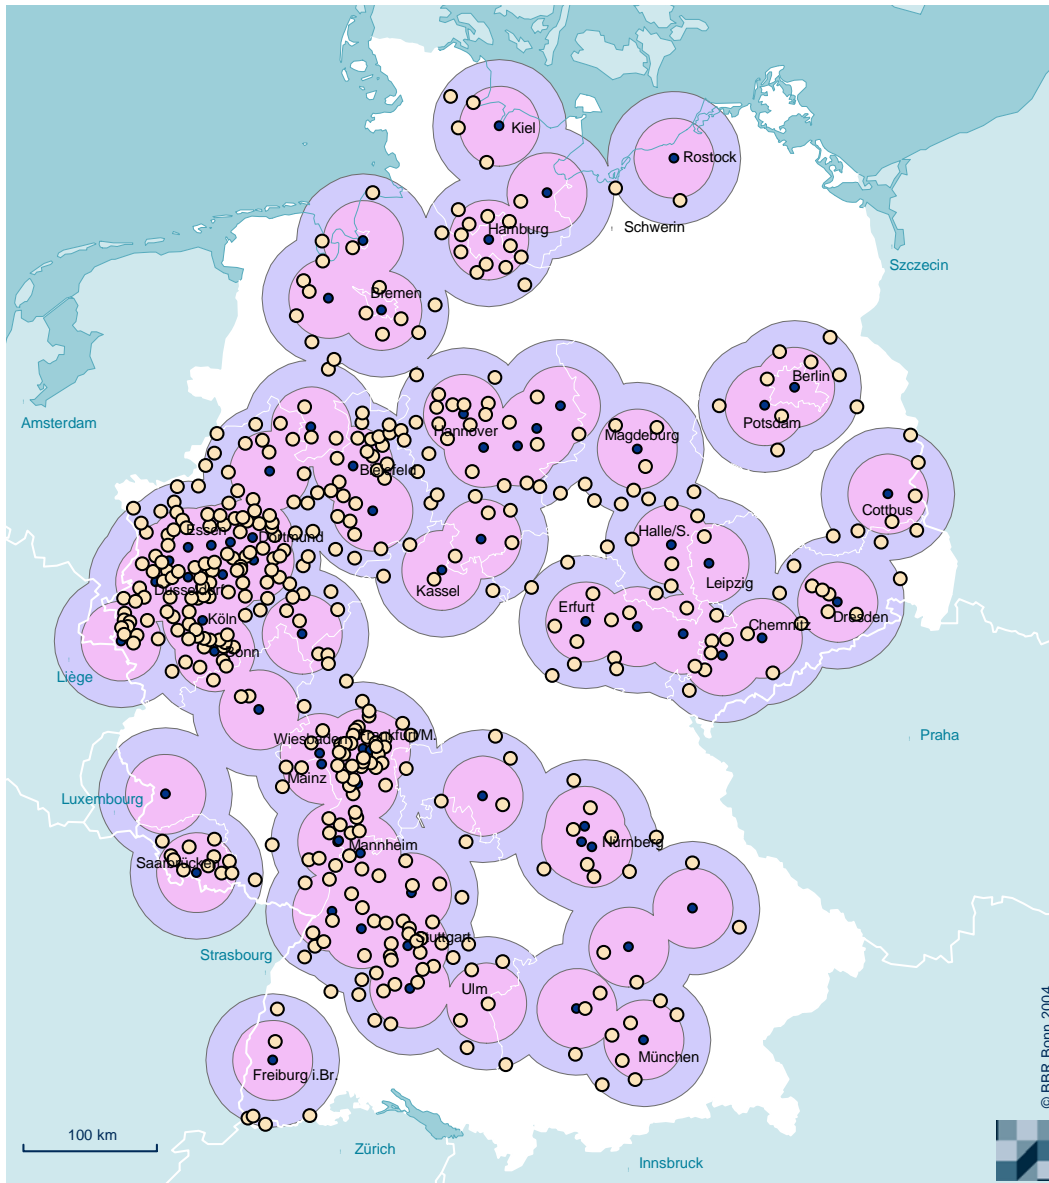 Kiel
Rostock
Hamburg
Schwerin
Szczecin
Bremen
Berlin
Potsdam
Amsterdam
Hannover
Magdeburg
Bielefeld
Cottbus
Essen
Dortmund
Halle/S.
Leipzig
Düsseldorf
Kassel
Erfurt
Köln
Chemnitz
Dresden
Bonn
Liège
Wiesbaden
Frankfurt/M.
Praha
Mainz
Luxembourg
Mannheim
Nürnberg
Saarbrücken
Stuttgart
Strasbourg
Ulm
© BBR Bonn 2004
München
Freiburg i.Br.
100 km
Zürich
Innsbruck